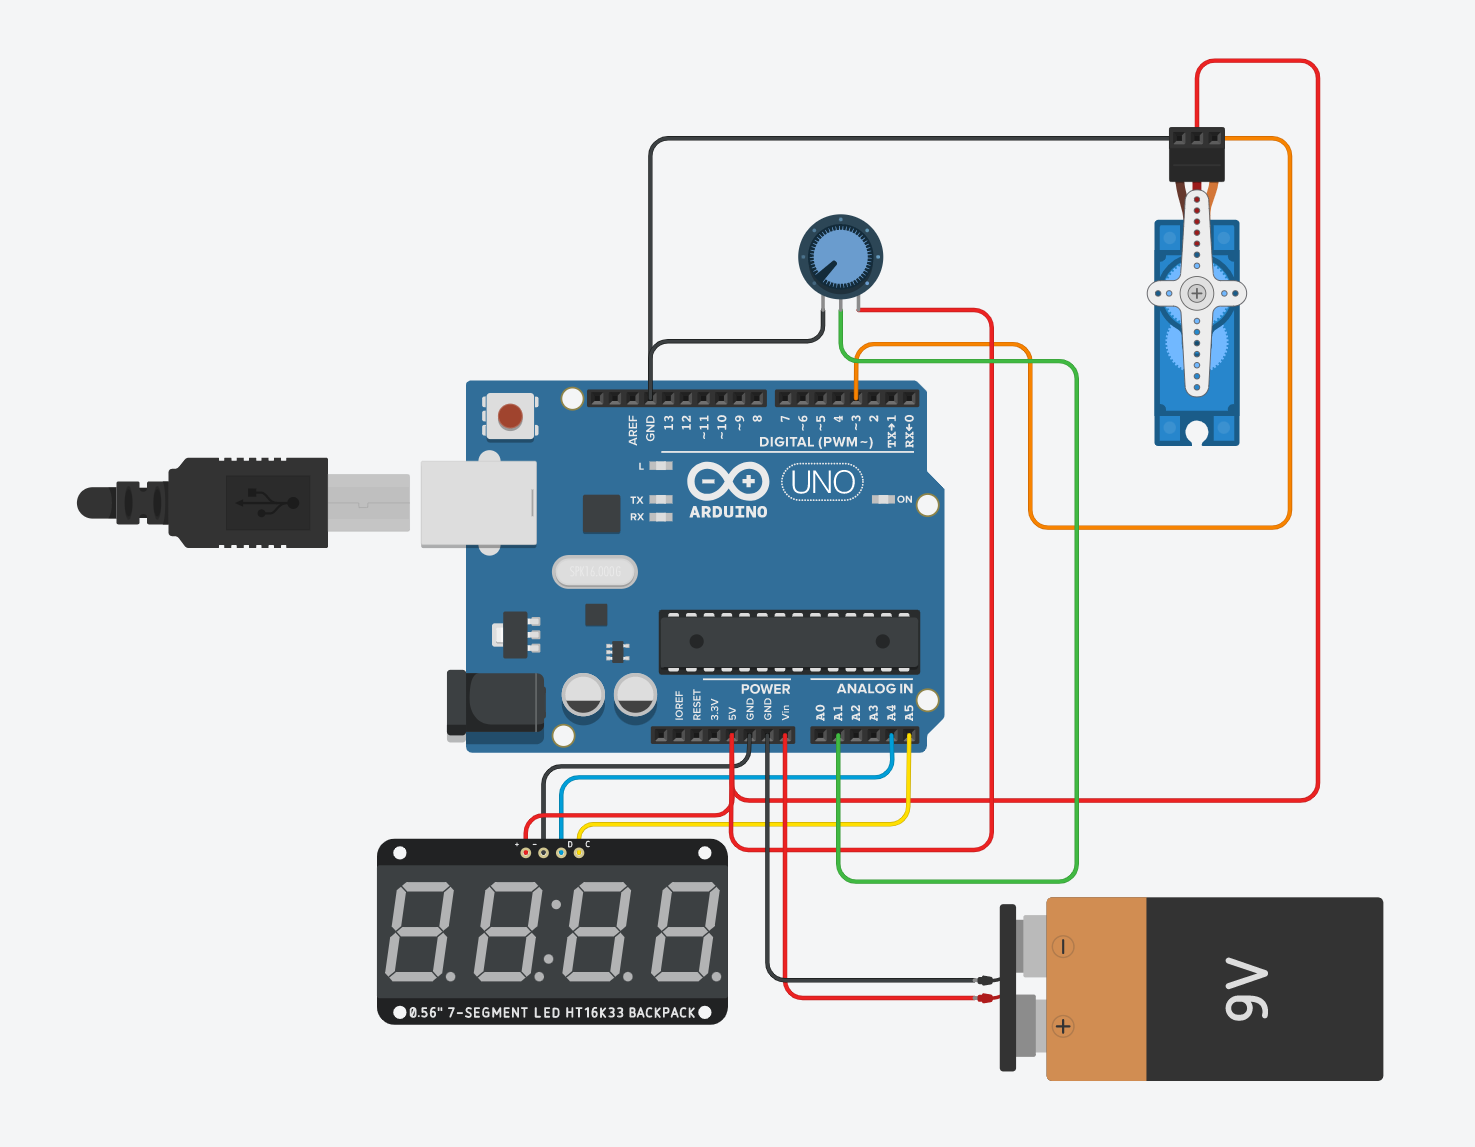 AREF
GND
13
12
~11
~10
~9
8
7
~6
~5
4
~3
2
TX→1
RX←0
DIGITAL (PWM~)
L
TX
RX
ARDUINO
UNO
ON
SPK16.000G
POWER
ANALOG IN
IOREF
RESET
3.3V
5V
GND
GND
Vin
A0
A1
A2
A3
A4
A5
+ − D C
0.56" 7-SEGMENT LED HT16K33 BACKPACK
−
+
9V